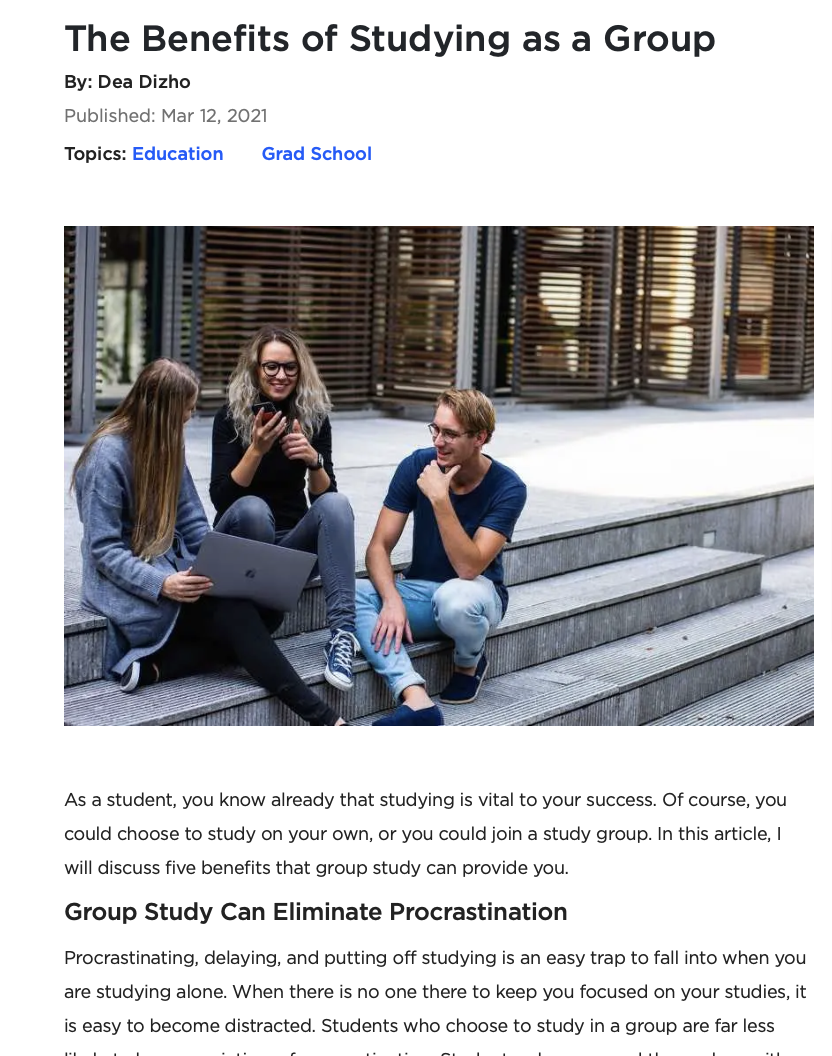 The Benefits of Studying as a Group
By: Dea Dizho
Published: Mar 12, 2021
Topics: Education Grad School
As a student, you know already that studying is vital to your success. Of course, you
could choose to study on your own, or you could join a study group. In this article, I
will discuss five benefits that group study can provide you.
Group Study Can Eliminate Procrastination
Procrastinating, delaying, and putting off studying is an easy trap to fall into when you
are studying alone. When there is no one there to keep you focused on your studies, it
is easy to become distracted. Students who choose to study in a group are far less